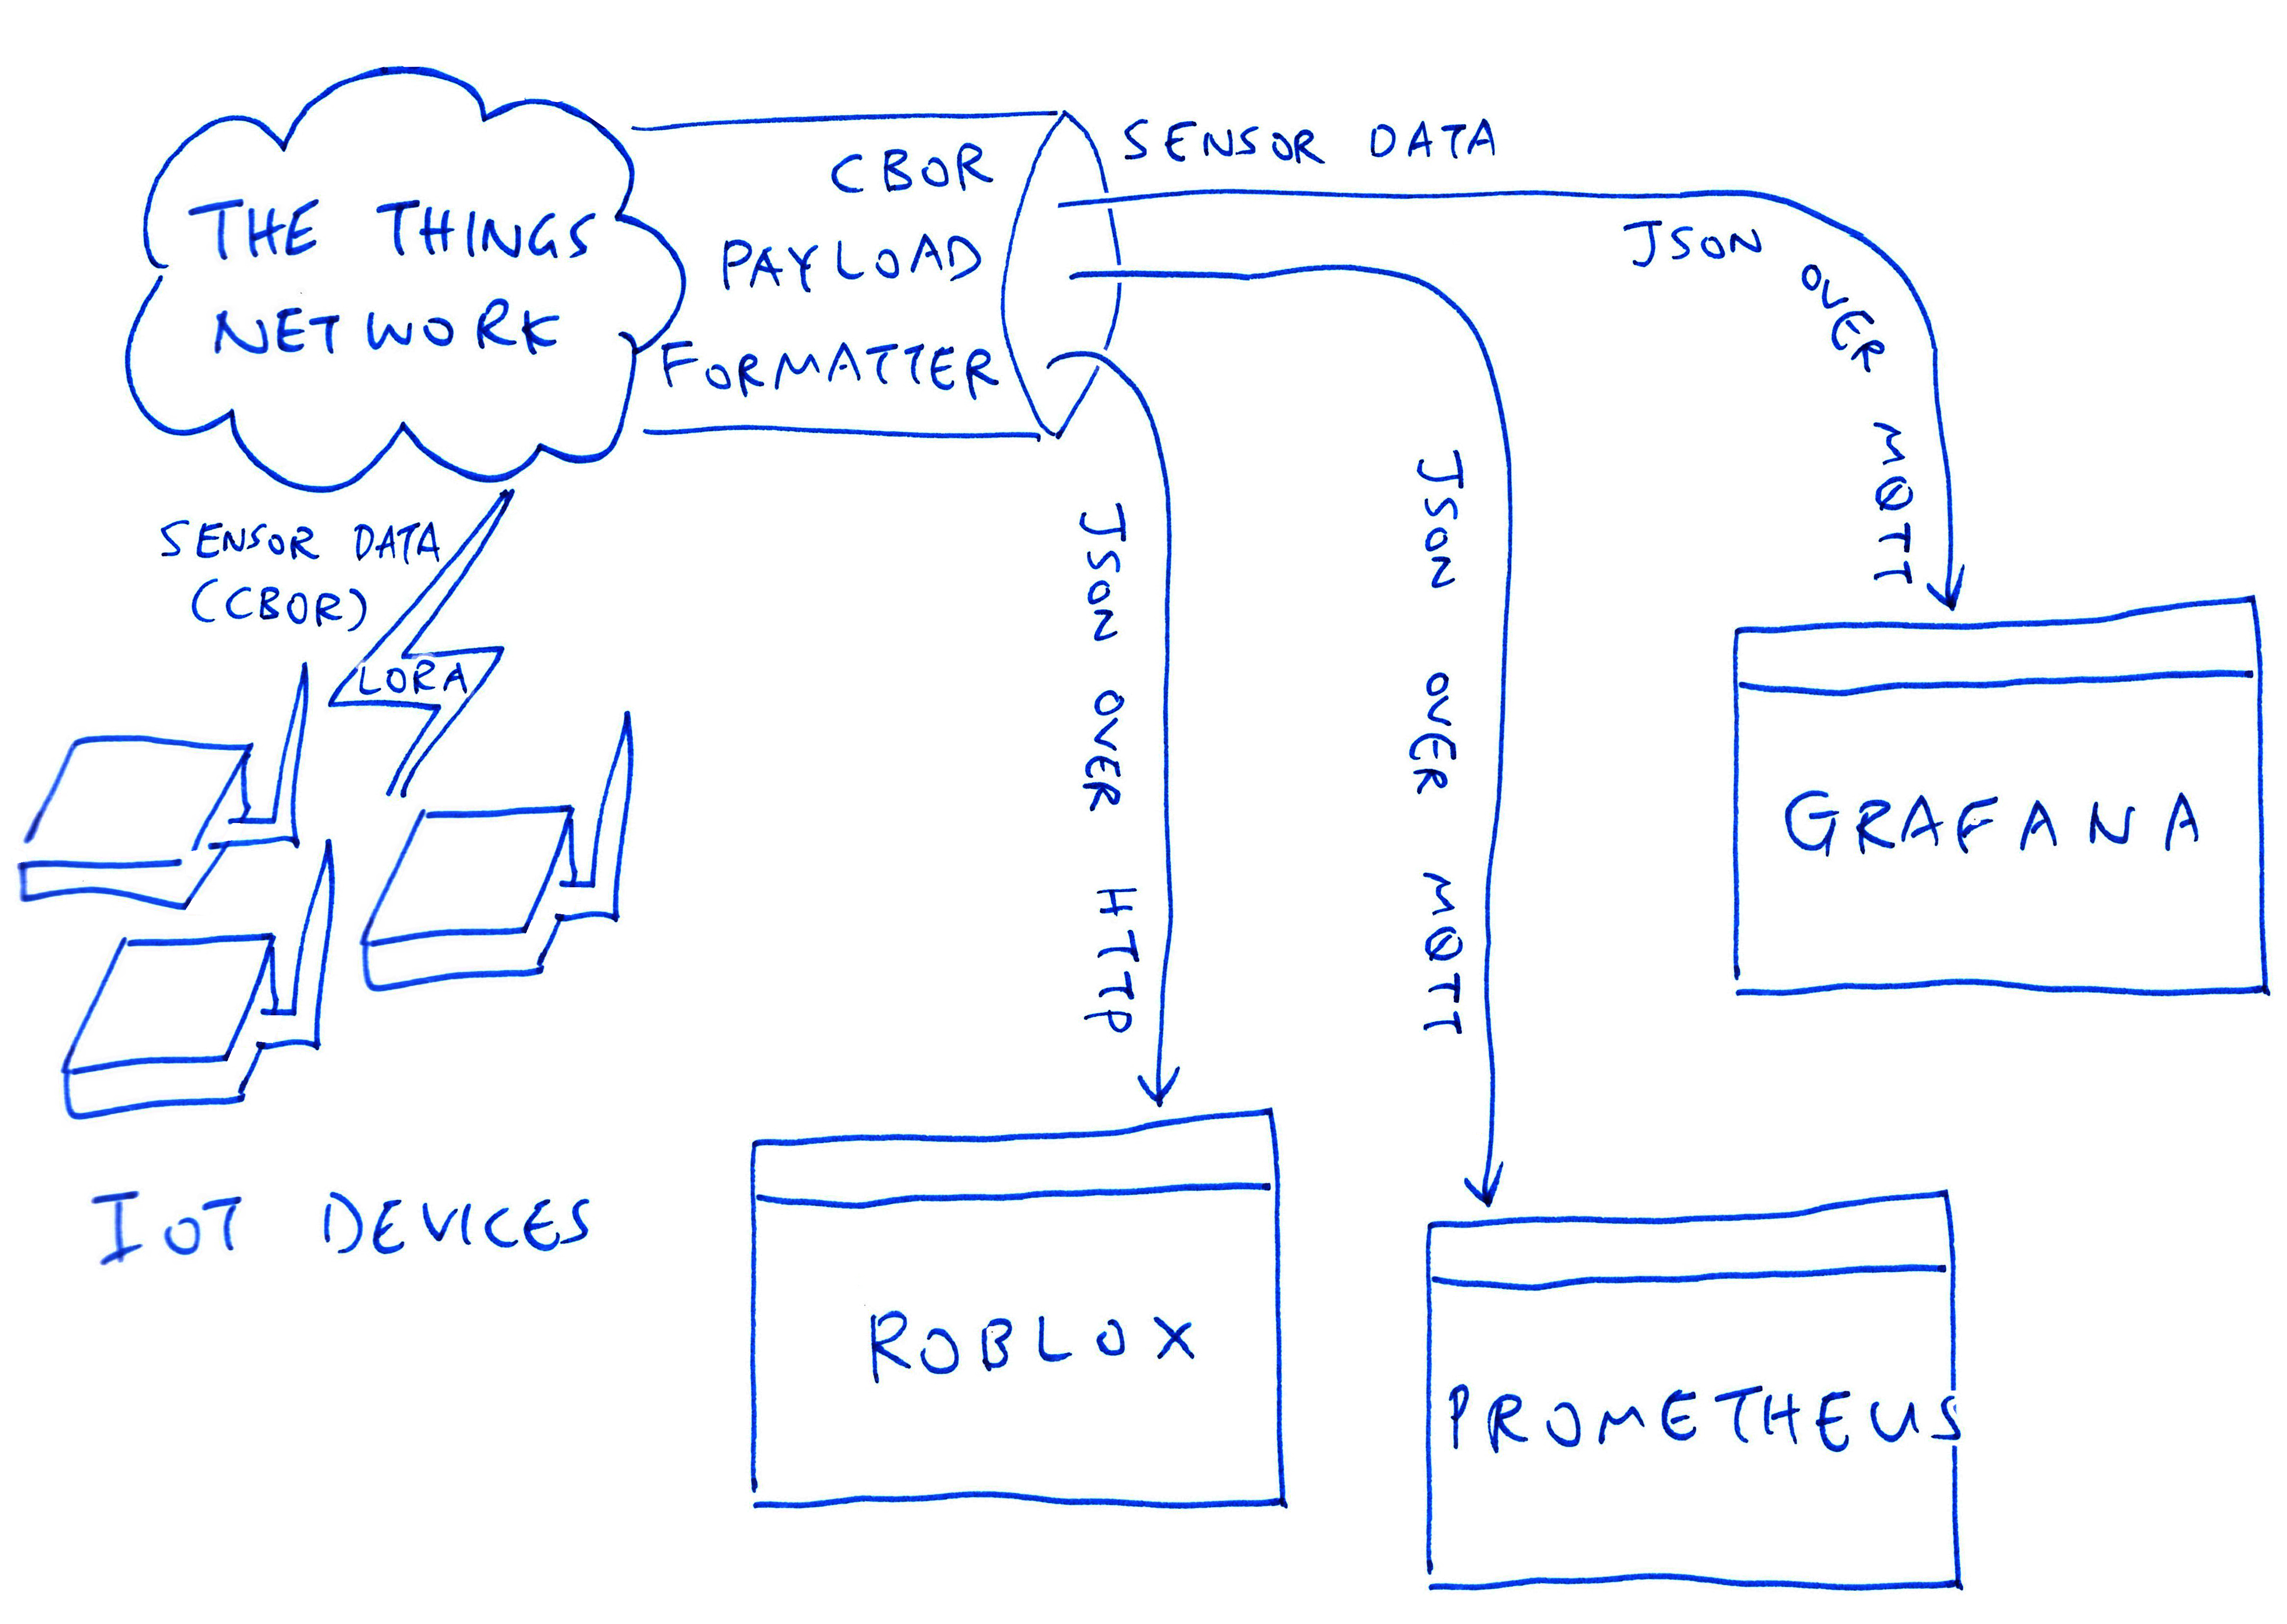 THE THINGS
NETWORK
CBOR
PAYLOAD
FORMATTER
SENSOR DATA
JSON OVER MQTT
JSON OVER MQTT
JSON OVER HTTP
SENSOR DATA
(CBOR)
LORA
IOT DEVICES
GRAFANA
ROBLOX
PROMETHEUS